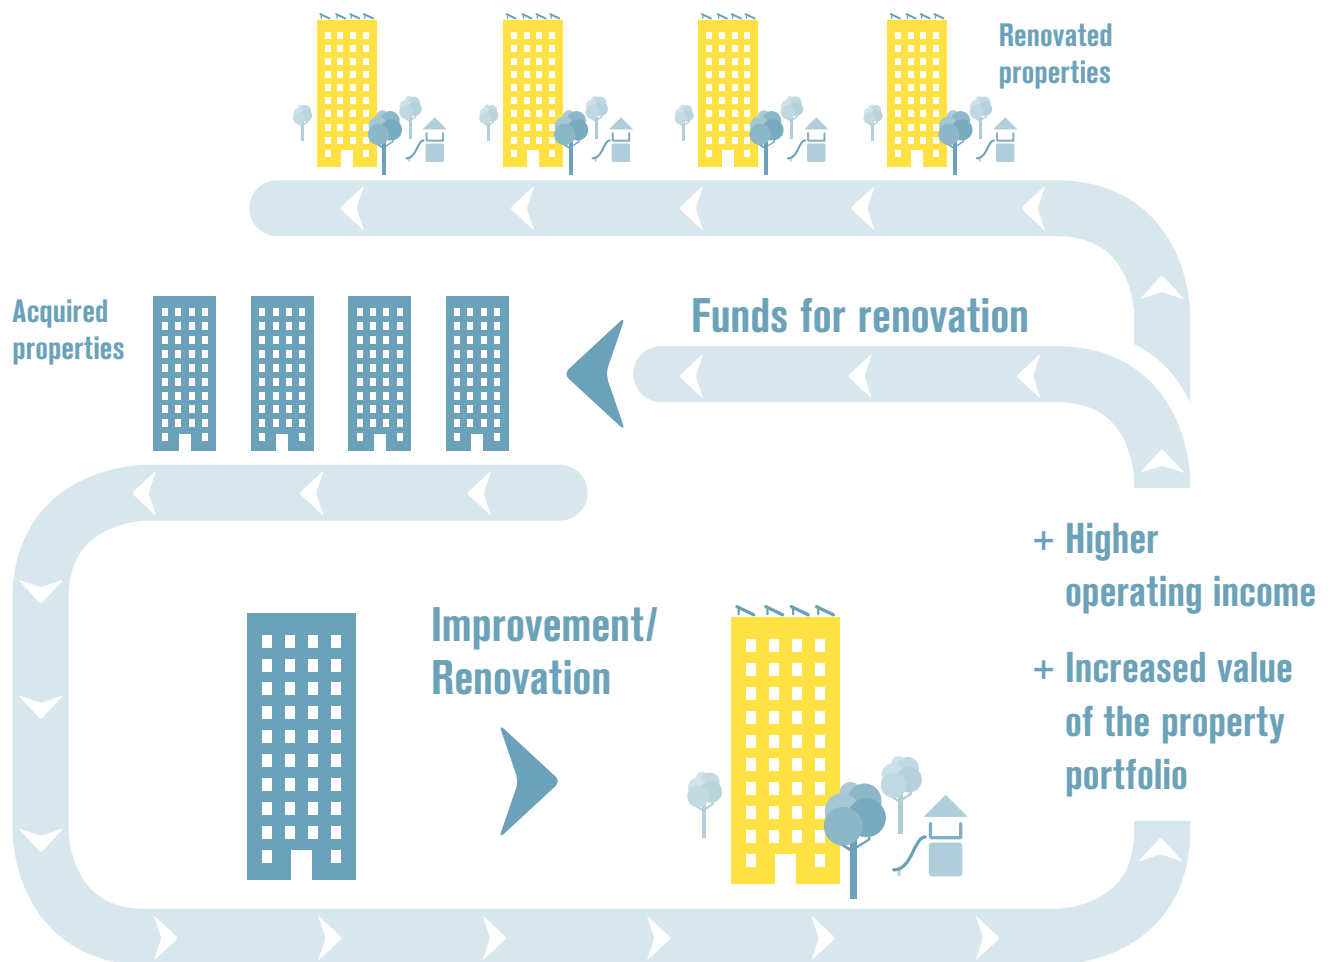 Renovated
properties
Acquired
properties
Funds for renovation
Improvement/
Renovation
+ Higher
operating income
+ Increased value
of the property
portfolio